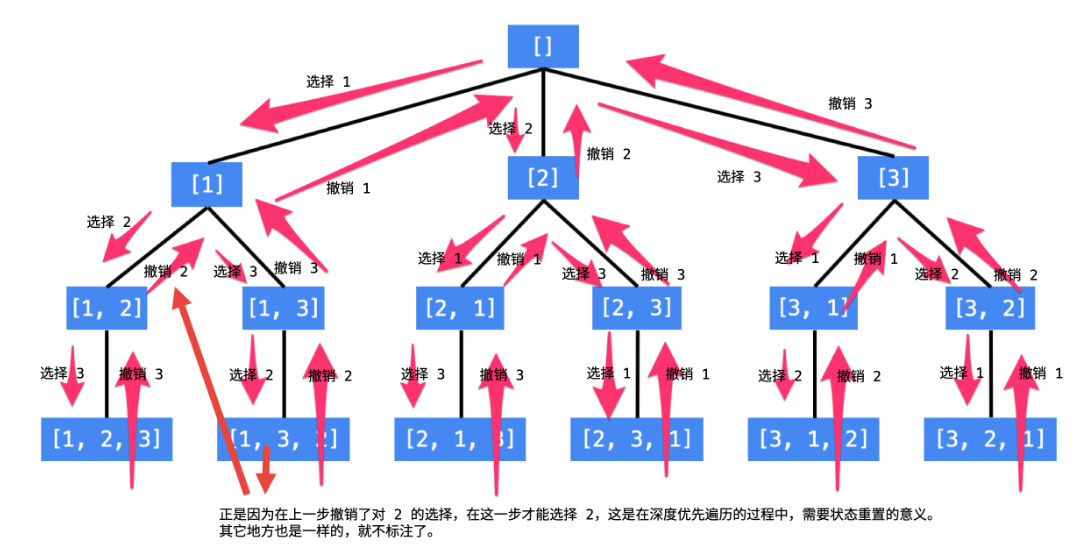 []
选择 1
撤销 3
选择 2
撤销 2
撤销 1
选择 3
[1]
[2]
[3]
选择 2
撤销 2
选择 3
撤销 3
选择 1
撤销 1
选择 3
撤销 3
选择 1
撤销 1
选择 2
撤销 2
[1, 2]
[1, 3]
[2, 1]
[2, 3]
[3, 1]
[3, 2]
选择 3
撤销 3
选择 2
撤销 2
选择 3
撤销 3
选择 1
撤销 1
选择 2
撤销 2
选择 1
撤销 1
[1, 2, 3]
[1, 3, 2]
[2, 1, 3]
[2, 3, 1]
[3, 1, 2]
[3, 2, 1]
正是因为在上一步撤销了对 2 的选择，在这一步才能选择 2，这是在深度优先遍历的过程中，需要状态重置的意义。
其它地方也是一样的，就不标注了。